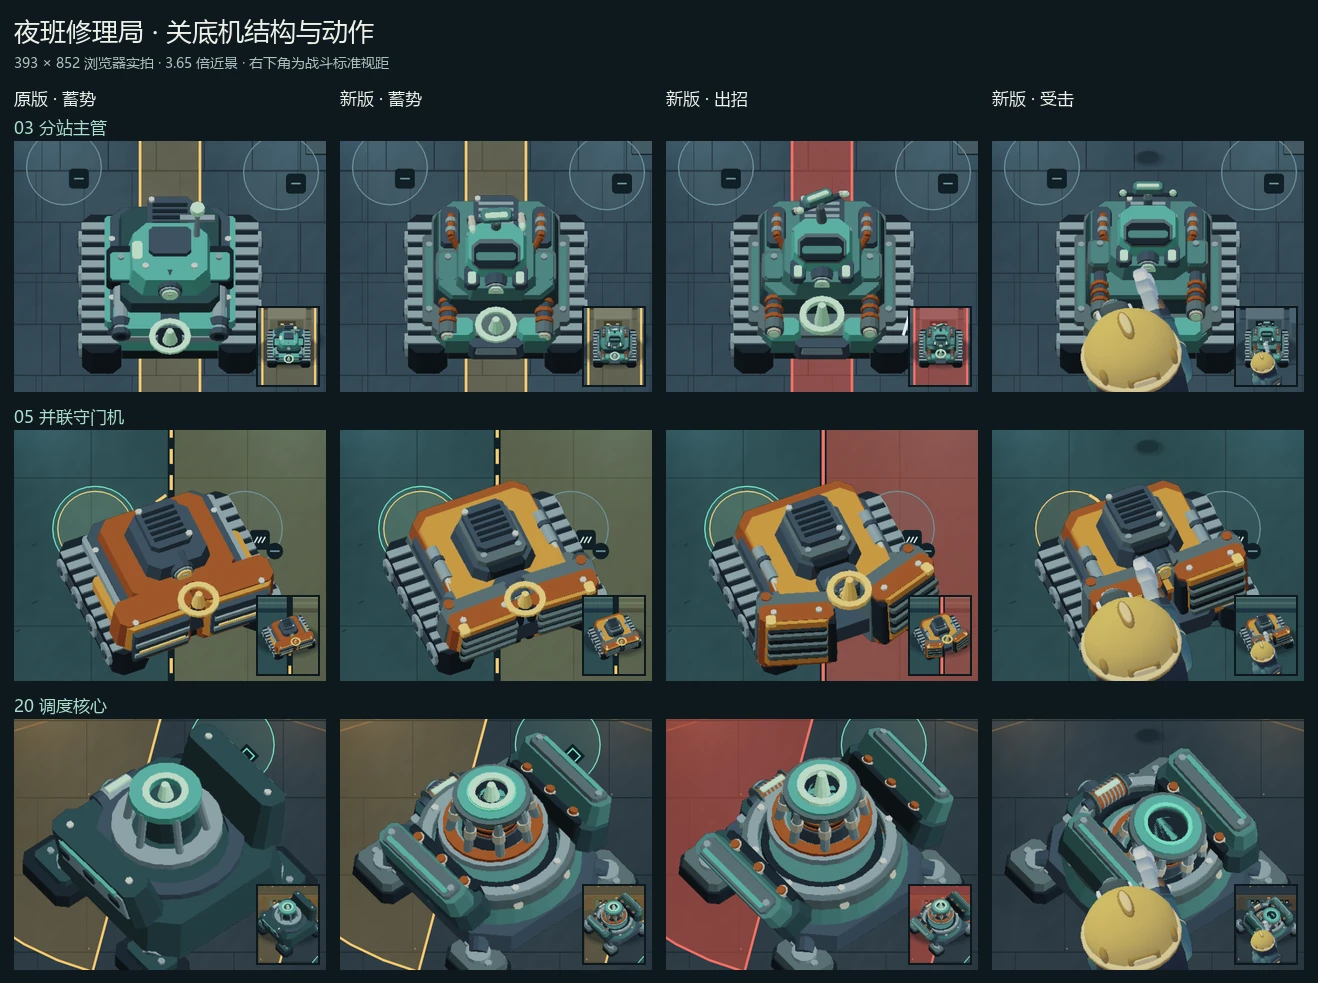 夜班修理局 · 关底机结构与动作
393 × 852 浏览器实拍 · 3.65 倍近景 · 右下角为战斗标准视距
原版 · 蓄势
新版 · 蓄势
新版 · 出招
新版 · 受击
03 分站主管
05 并联守门机
20 调度核心